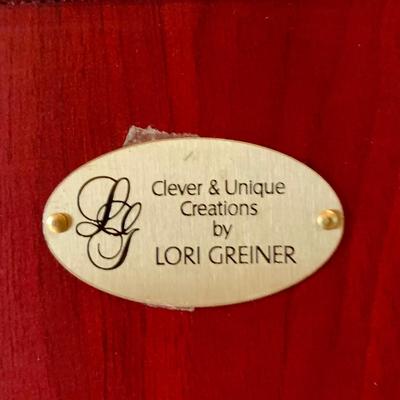 LG
Clever & Unique
Creations
by
LORI GREINER